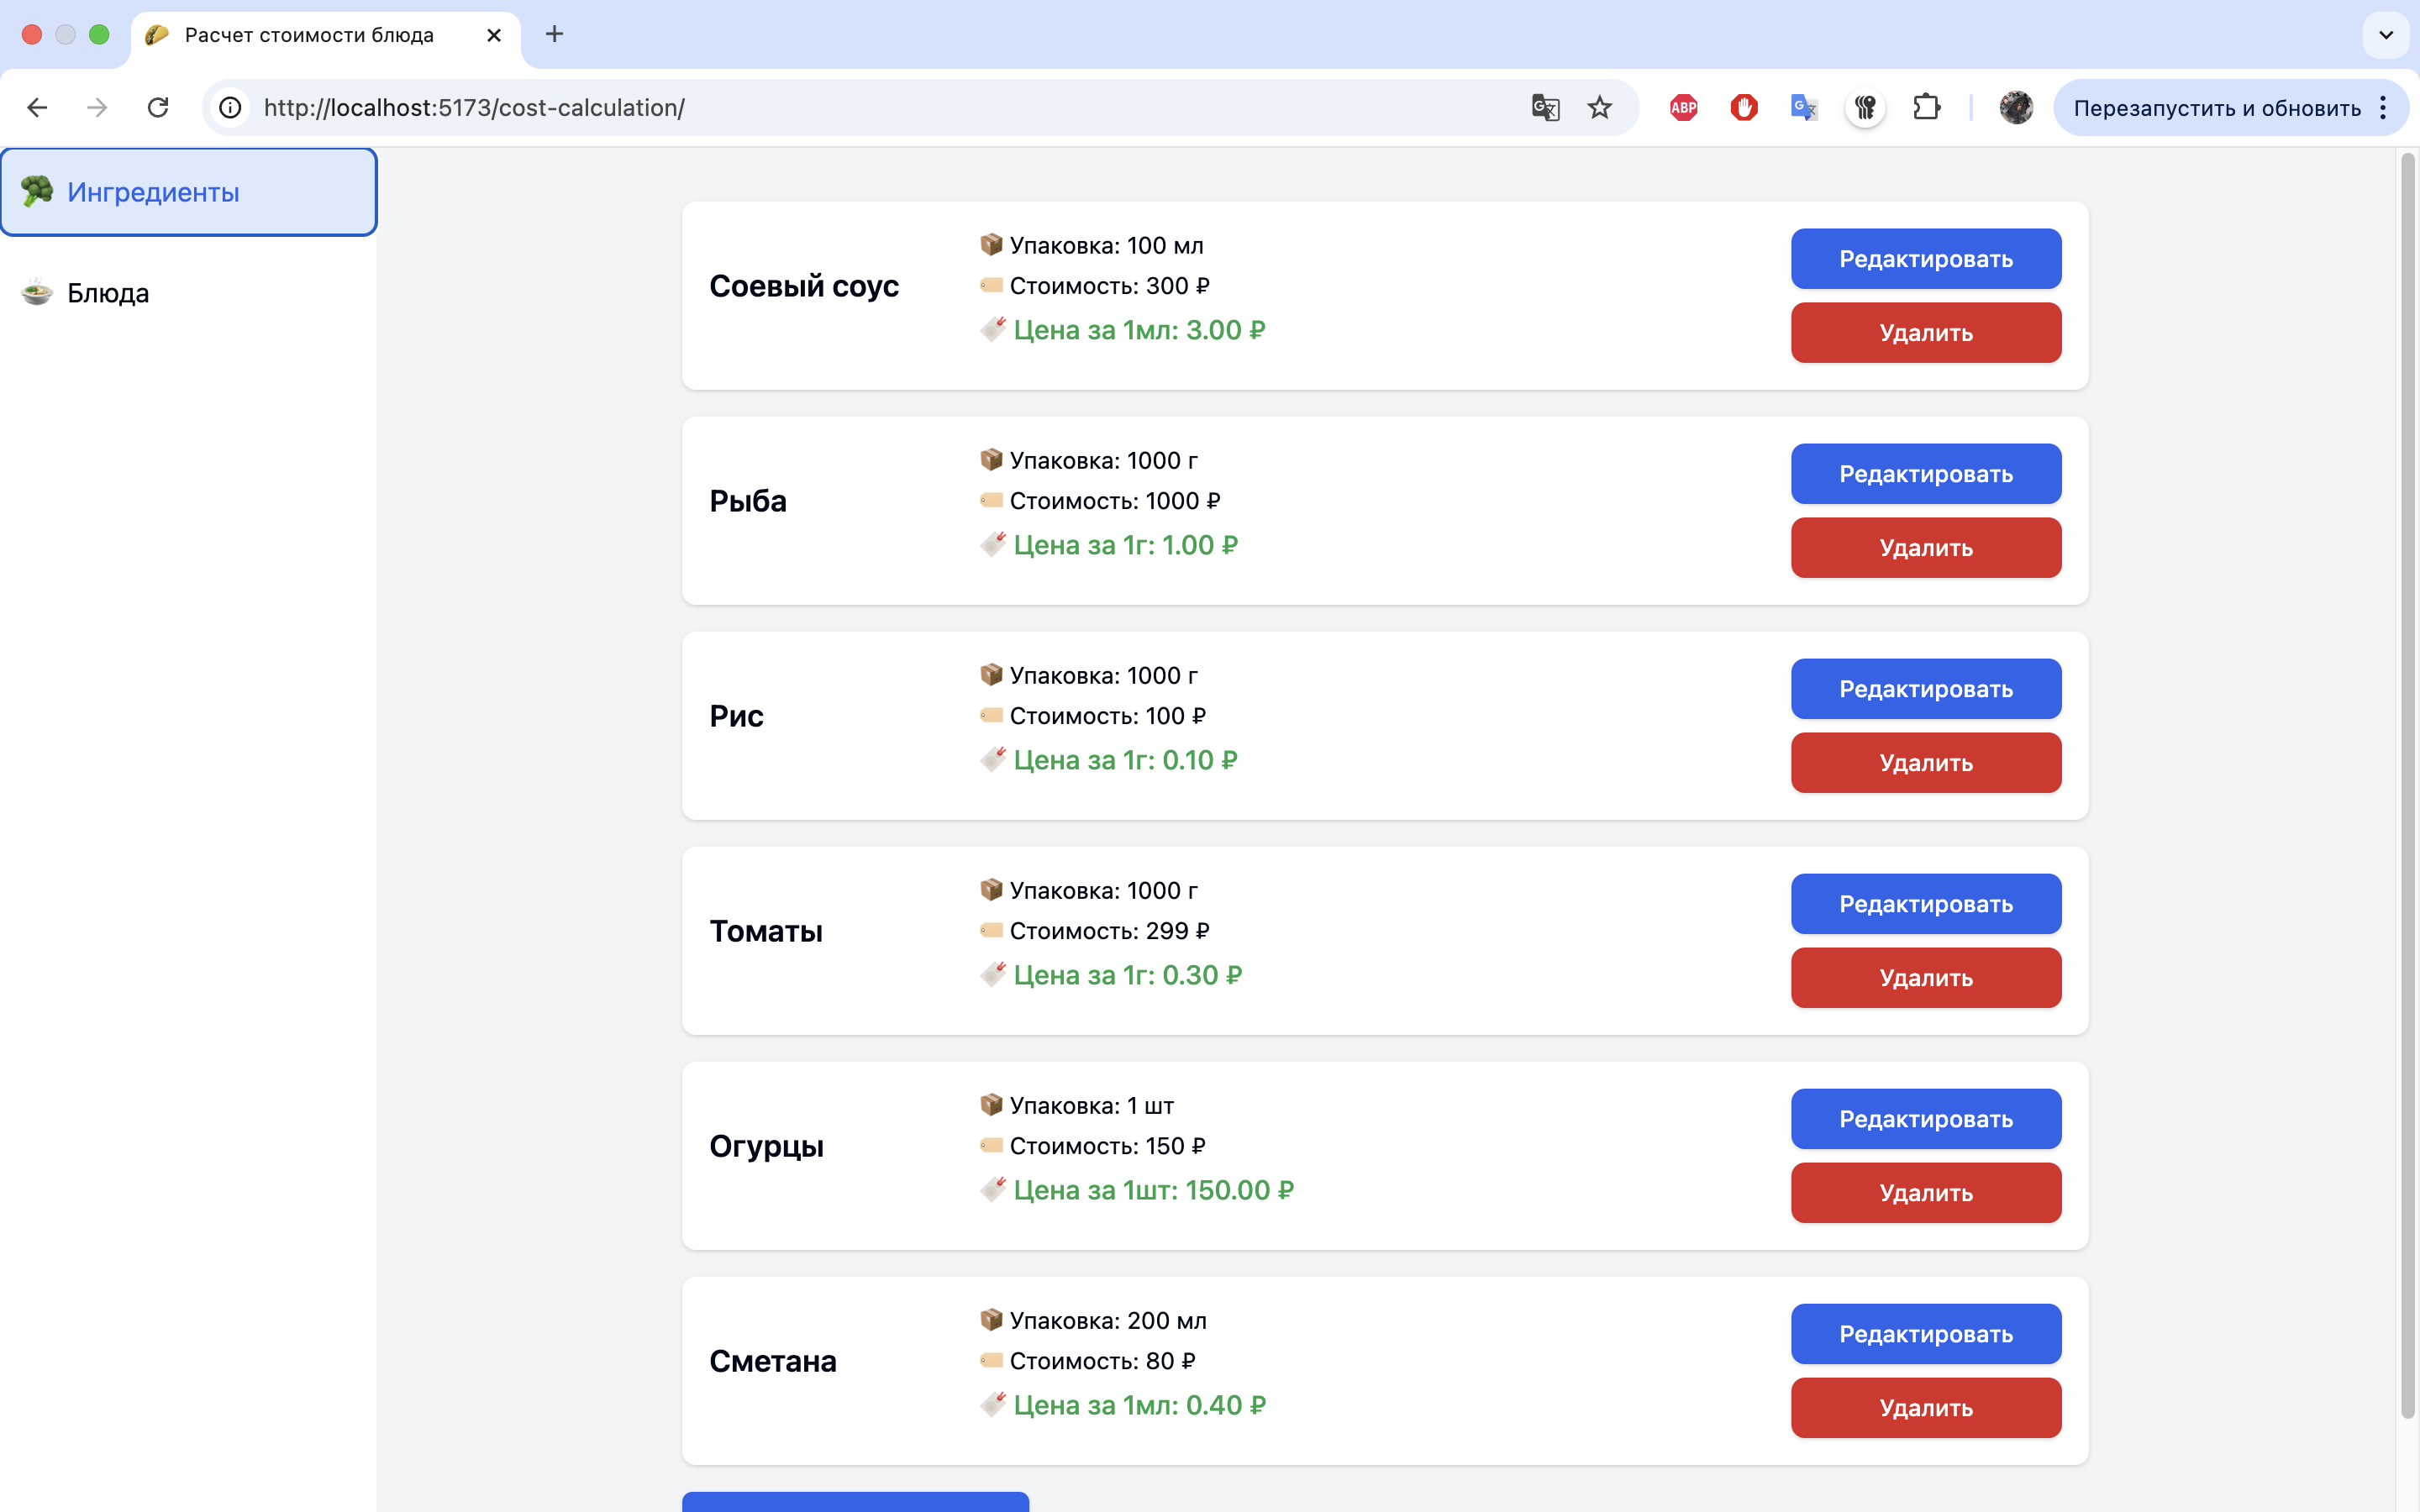 Расчет стоимости блюда
http://localhost:5173/cost-calculation/
ABP
Перезапустить и обновить
Ингредиенты
Блюда
Соевый соус
Упаковка: 100 мл
Стоимость: 300 ₽
Цена за 1мл: 3.00 ₽
Редактировать
Удалить
Рыба
Упаковка: 1000 г
Стоимость: 1000 ₽
Цена за 1г: 1.00 ₽
Редактировать
Удалить
Рис
Упаковка: 1000 г
Стоимость: 100 ₽
Цена за 1г: 0.10 ₽
Редактировать
Удалить
Томаты
Упаковка: 1000 г
Стоимость: 299 ₽
Цена за 1г: 0.30 ₽
Редактировать
Удалить
Огурцы
Упаковка: 1 шт
Стоимость: 150 ₽
Цена за 1шт: 150.00 ₽
Редактировать
Удалить
Сметана
Упаковка: 200 мл
Стоимость: 80 ₽
Цена за 1мл: 0.40 ₽
Редактировать
Удалить